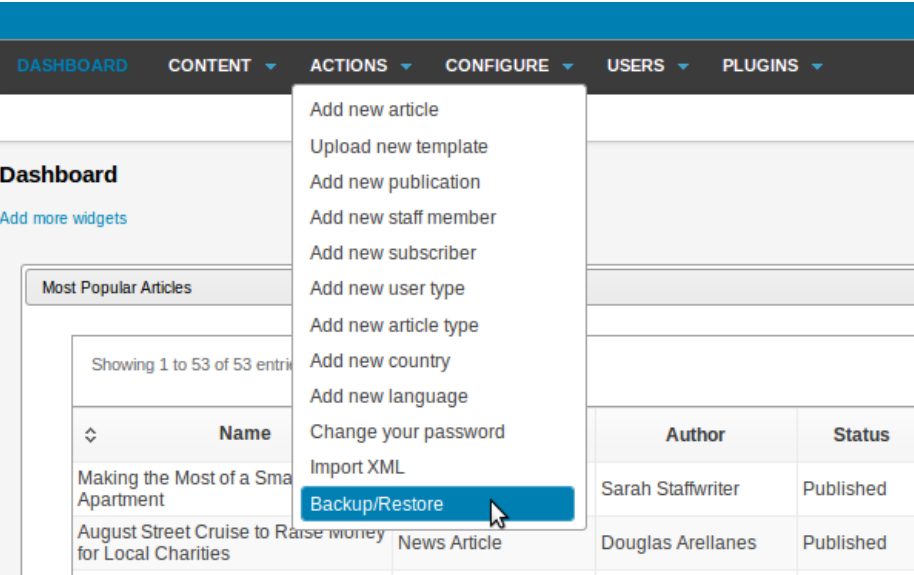 DASHBOARD CONTENT ACTIONS CONFIGURE USERS PLUGINS
Add new article
Upload new template
Add new publication
Add new staff member
Add new subscriber
Add new user type
Add new article type
Add new country
Add new language
Change your password
Import XML
Backup/Restore
Dashboard
Add more widgets
Most Popular Articles
Showing 1 to 53 of 53
Name Author Status
Making the Most of a
Apartment
Sarah Staffwriter Published
August Street Cruise to Raise Money
for Local Charities
News Article Douglas Arellanes Published